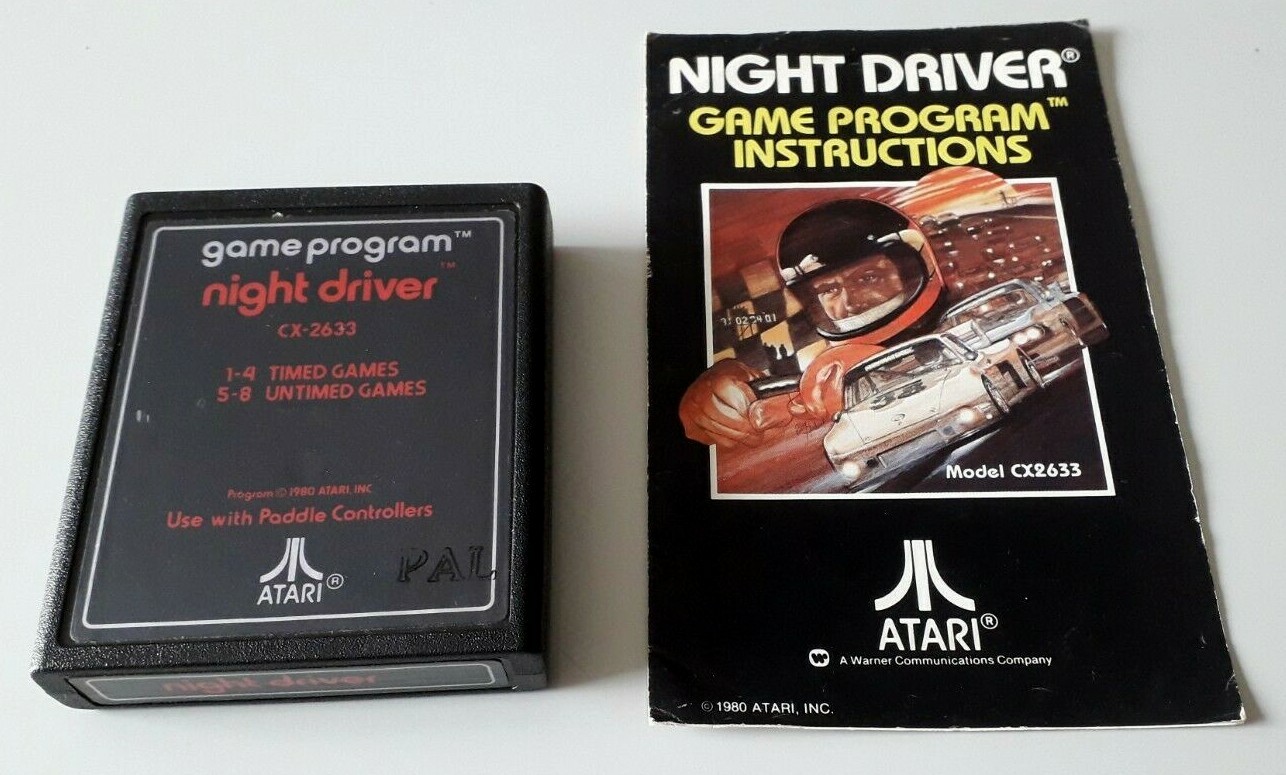 game program™
night driver™
CX-2633
1-4 TIMED GAMES
5-8 UNTIMED GAMES
Program © 1980 ATARI, INC
Use with Paddle Controllers
ATARI®
PAL
night driver
NIGHT DRIVER®
GAME PROGRAM™
INSTRUCTIONS
Model CX2633
ATARI®
A Warner Communications Company
© 1980 ATARI, INC.